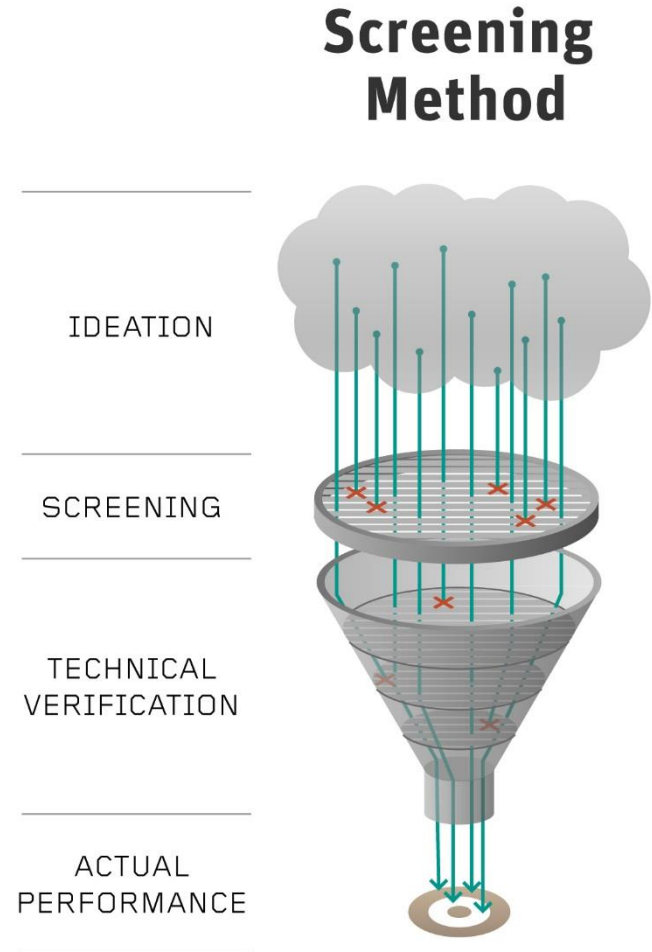 Screening
Method
IDEATION
SCREENING
TECHNICAL
VERIFICATION
ACTUAL
PERFORMANCE